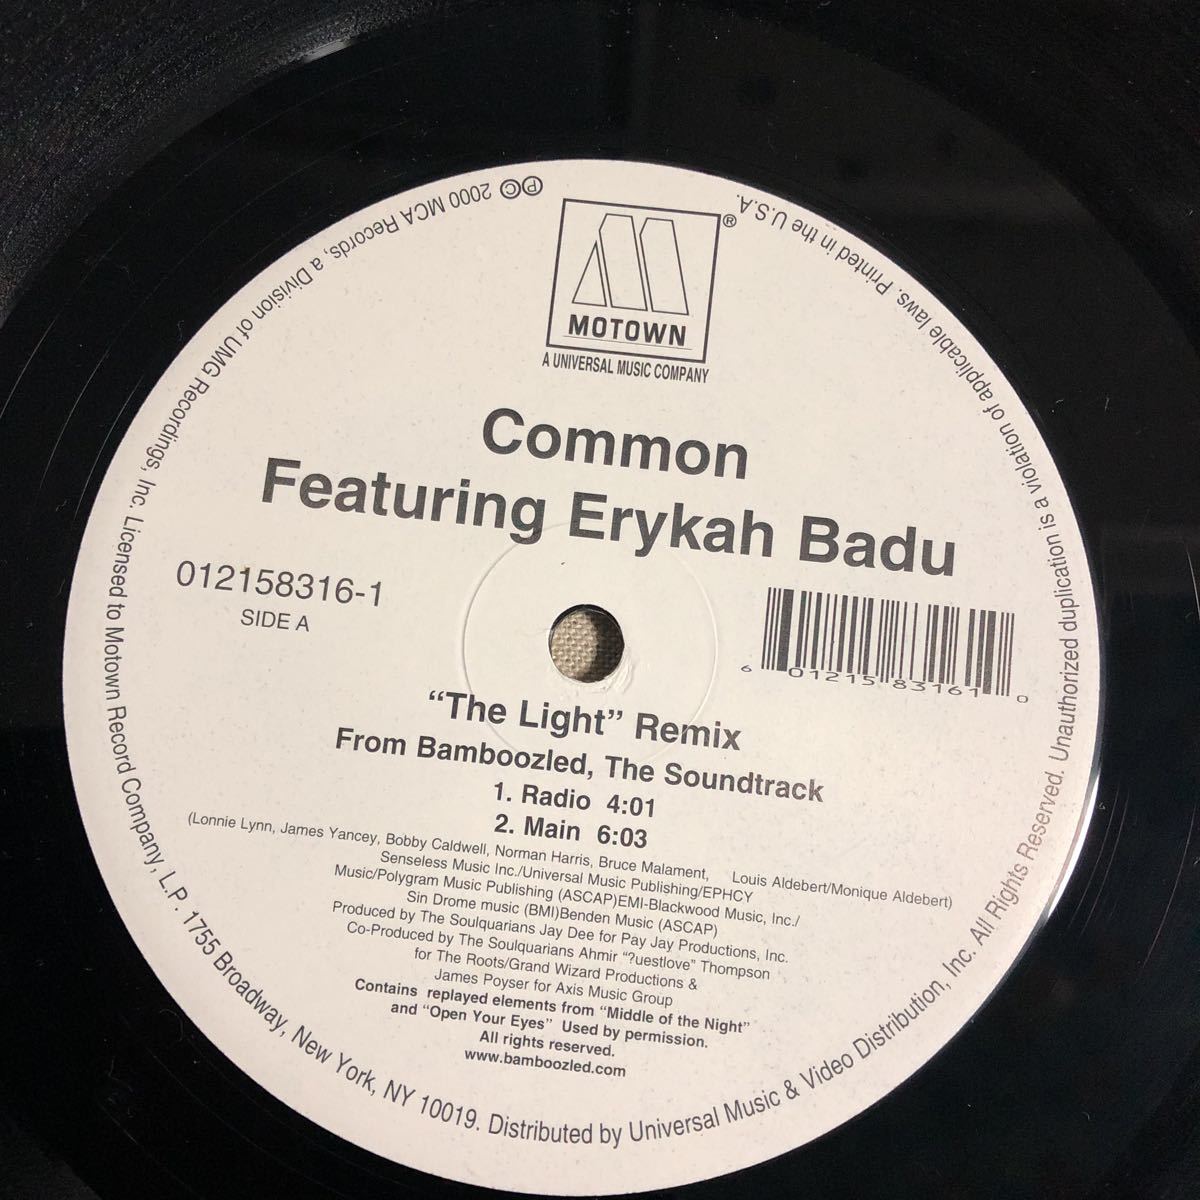 MOTOWN
®
A UNIVERSAL MUSIC COMPANY
Common
Featuring Erykah Badu
012158316-1
SIDE A
6 01215 83161 0
“The Light” Remix
From Bamboozled, The Soundtrack
1. Radio 4:01
2. Main 6:03
(Lonnie Lynn, James Yancey, Bobby Caldwell, Norman Harris, Bruce Malament, Louis Aldebert/Monique Aldebert)
Senseless Music Inc./Universal Music Publishing/EPHCY
Music/Polygram Music Publishing (ASCAP)EMI-Blackwood Music, Inc./
Sin Drome music (BMI)Benden Music (ASCAP)
Produced by The Soulquarians Jay Dee for Pay Jay Productions, Inc.
Co-Produced by The Soulquarians Ahmir “?uestlove” Thompson
for The Roots/Grand Wizard Productions &
James Poyser for Axis Music Group
Contains replayed elements from “Middle of the Night”
and “Open Your Eyes” Used by permission.
All rights reserved.
www.bamboozled.com
℗© 2000 MCA Records, a Division of UMG Recordings, Inc. Licensed to Motown Record Company, L.P. 1755 Broadway, New York, NY 10019. Distributed by Universal Music & Video Distribution, Inc. All Rights Reserved. Unauthorized duplication is a violation of applicable laws. Printed in the U.S.A.